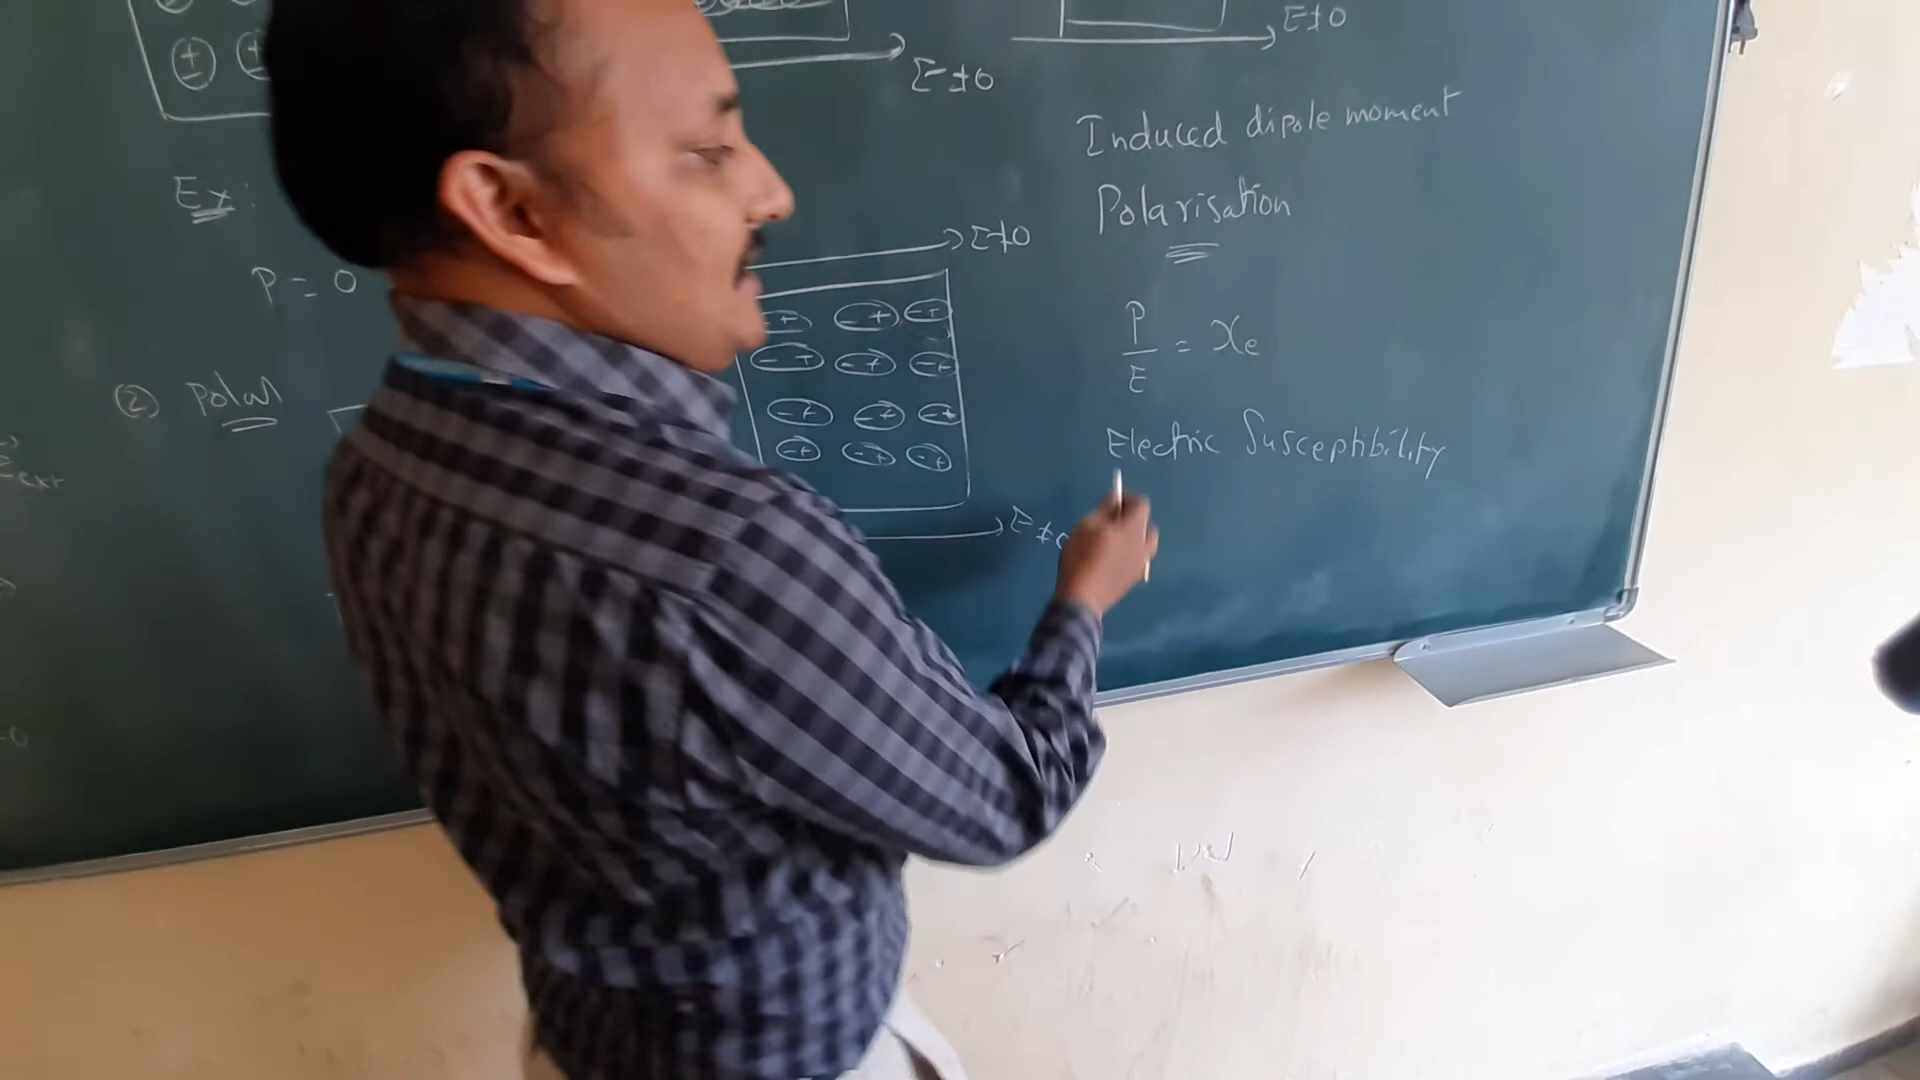 E≠0
E≠0
Induced dipole moment
Ex:
Polarisation
E≠0
P = 0
P/E = χe
(2) Polar
Electric Susceptibility
E≠0